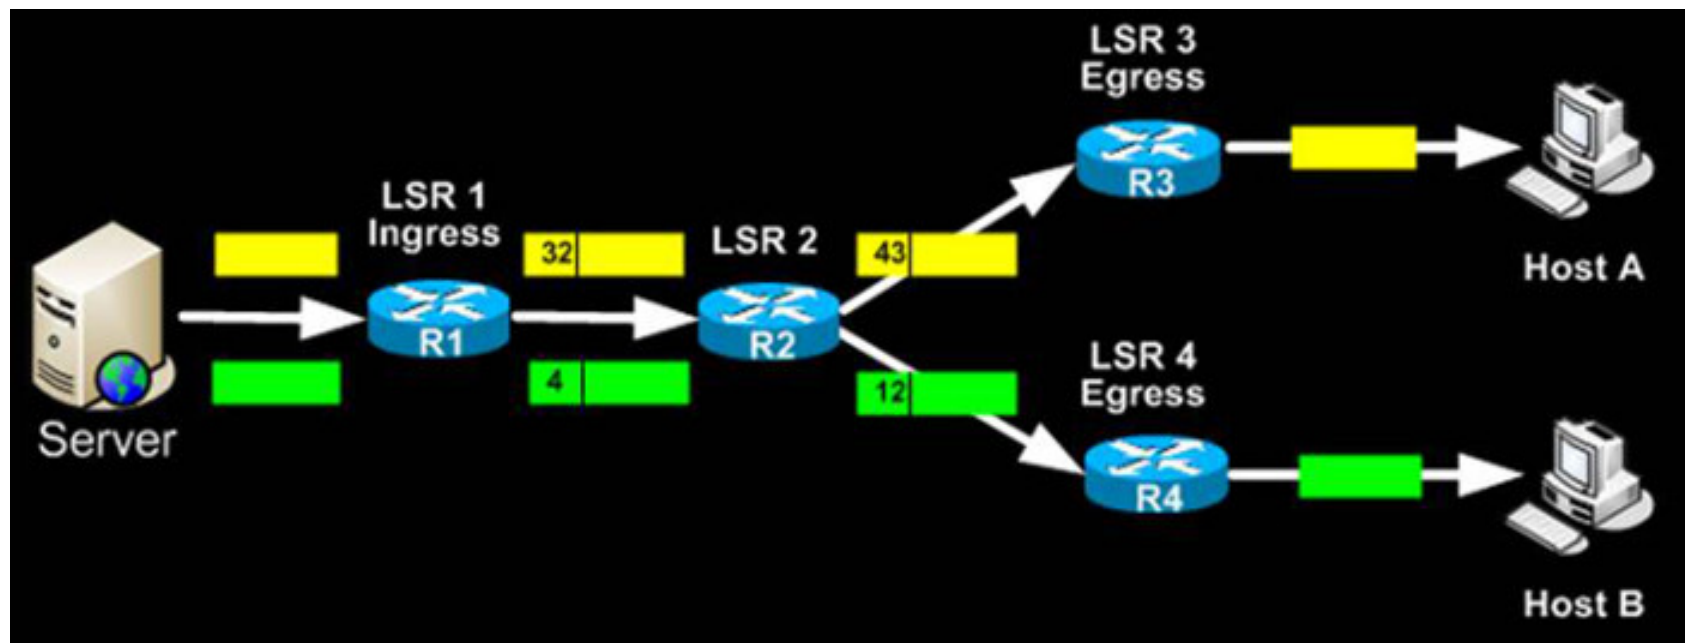 Server
LSR 1
Ingress
R1
32
4
LSR 2
R2
43
12
LSR 3
Egress
R3
Host A
LSR 4
Egress
R4
Host B